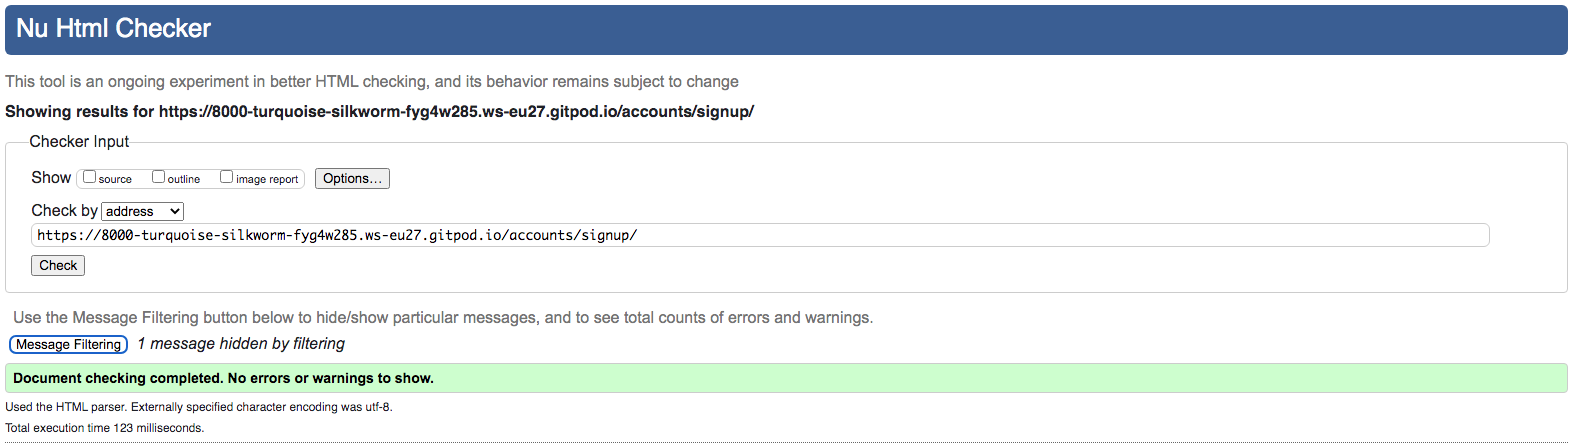 Nu Html Checker
This tool is an ongoing experiment in better HTML checking, and its behavior remains subject to change
Showing results for https://8000-turquoise-silkworm-fyg4w285.ws-eu27.gitpod.io/accounts/signup/
Checker Input
Show source outline image report Options...
Check by address
https://8000-turquoise-silkworm-fyg4w285.ws-eu27.gitpod.io/accounts/signup/
Check
Use the Message Filtering button below to hide/show particular messages, and to see total counts of errors and warnings.
Message Filtering 1 message hidden by filtering
Document checking completed. No errors or warnings to show.
Used the HTML parser. Externally specified character encoding was utf-8.
Total execution time 123 milliseconds.